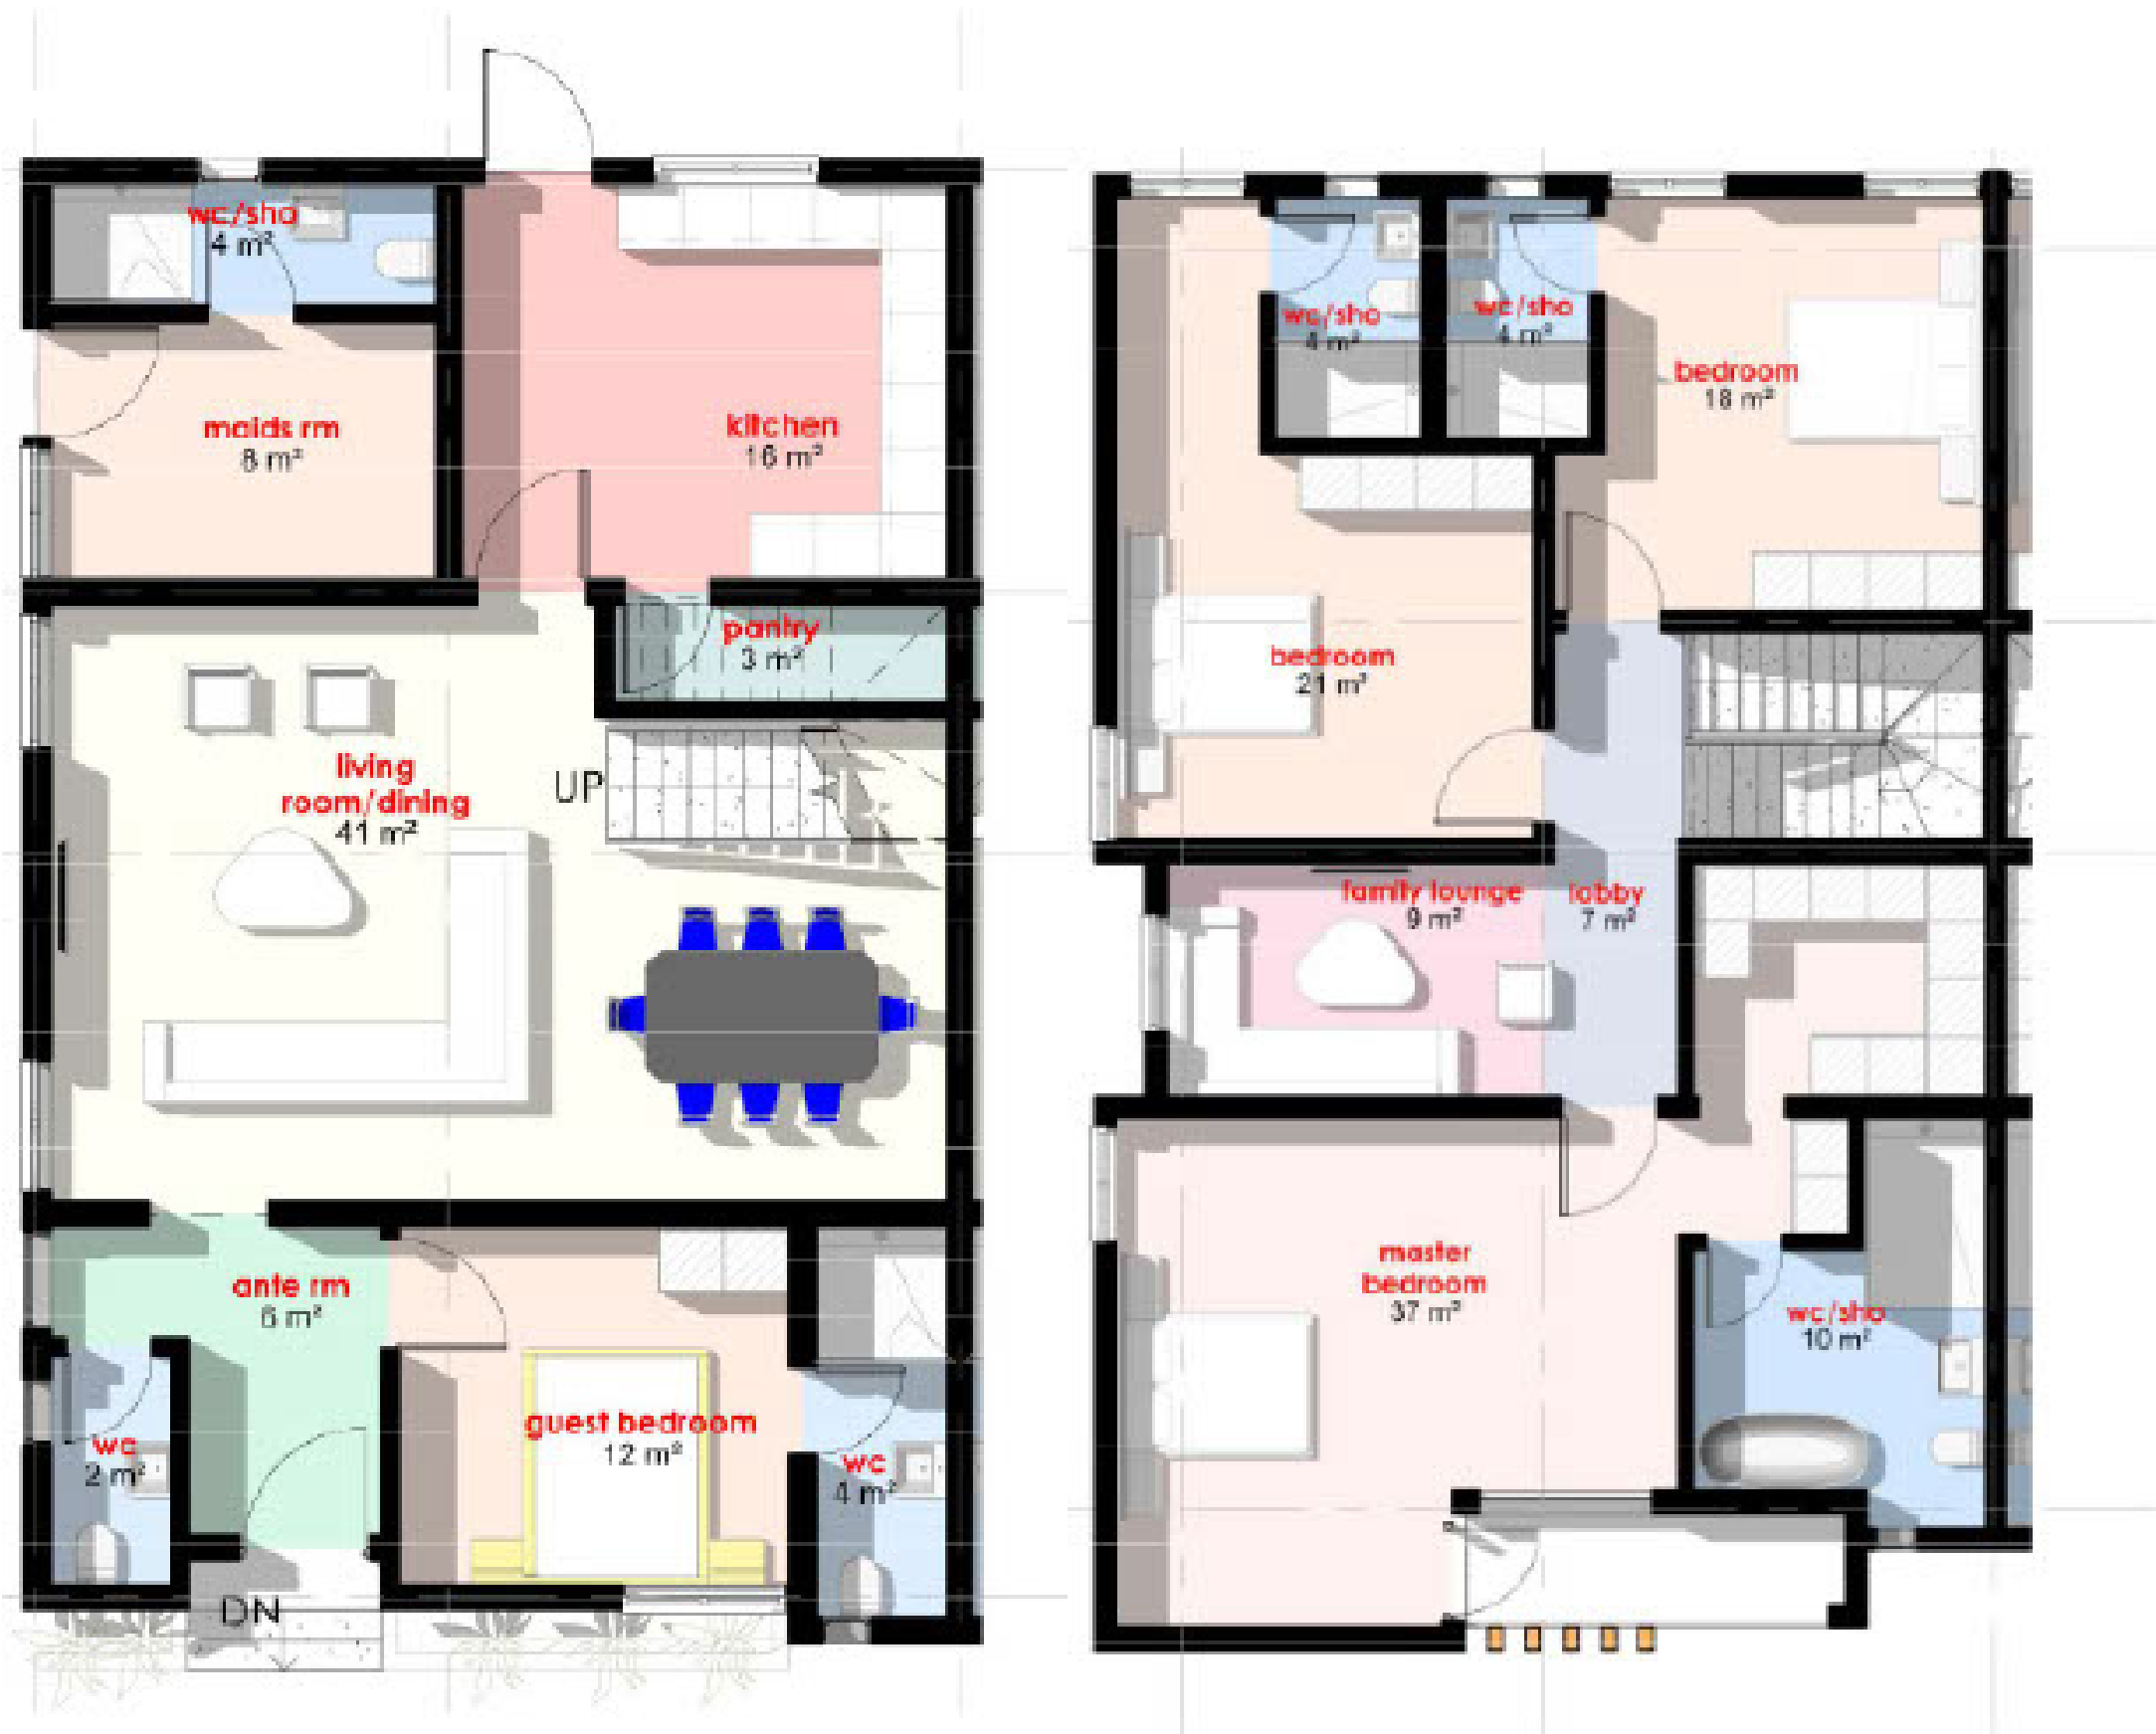 wc/sho
4 m²
maids rm
8 m²
kitchen
16 m²
pantry
3 m²
living
room/dining
41 m²
UP
ante rm
6 m²
wc
2 m²
guest bedroom
12 m²
wc
4 m²
DN
wc/sho
4 m²
wc/sho
4 m²
bedroom
18 m²
bedroom
21 m²
family lounge
9 m²
lobby
7 m²
master
bedroom
37 m²
wc/sho
10 m²